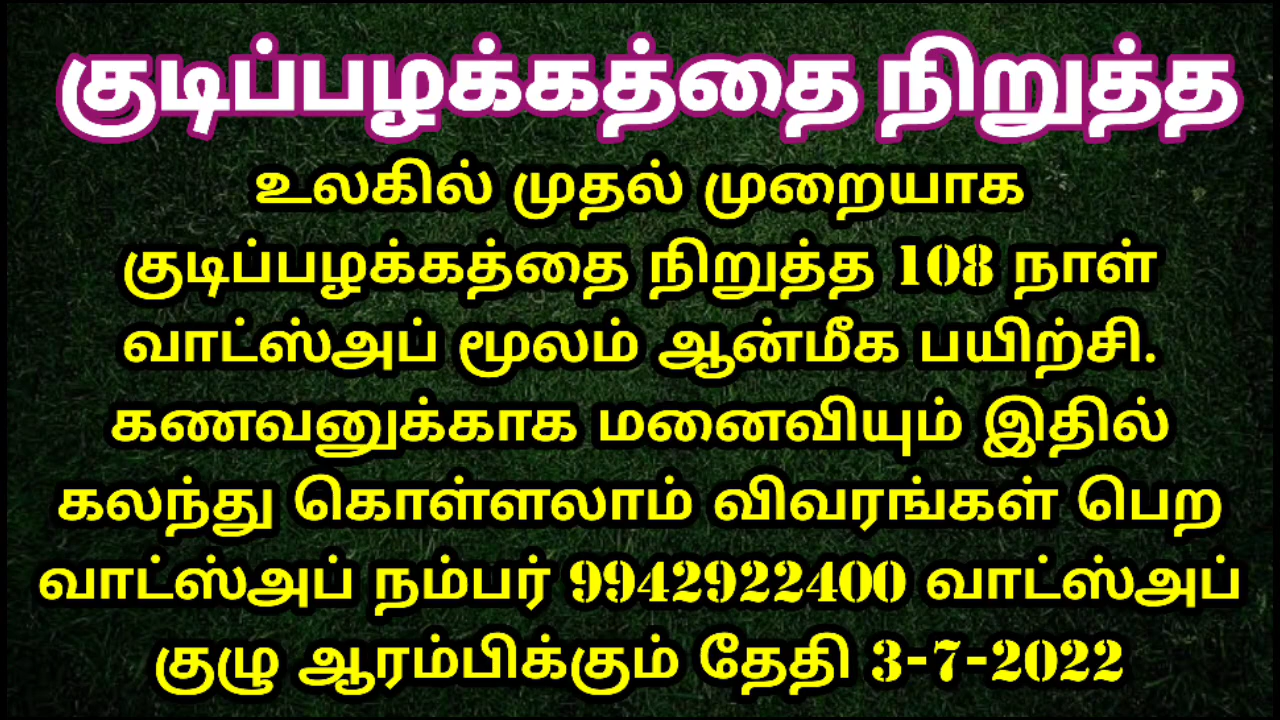 குடிப்பழக்கத்தை நிறுத்த
உலகில் முதல் முறையாக
குடிப்பழக்கத்தை நிறுத்த 108 நாள்
வாட்ஸ்அப் மூலம் ஆன்மீக பயிற்சி.
கணவனுக்காக மனைவியும் இதில்
கலந்து கொள்ளலாம் விவரங்கள் பெற
வாட்ஸ்அப் நம்பர் 9942922400 வாட்ஸ்அப்
குழு ஆரம்பிக்கும் தேதி 3-7-2022